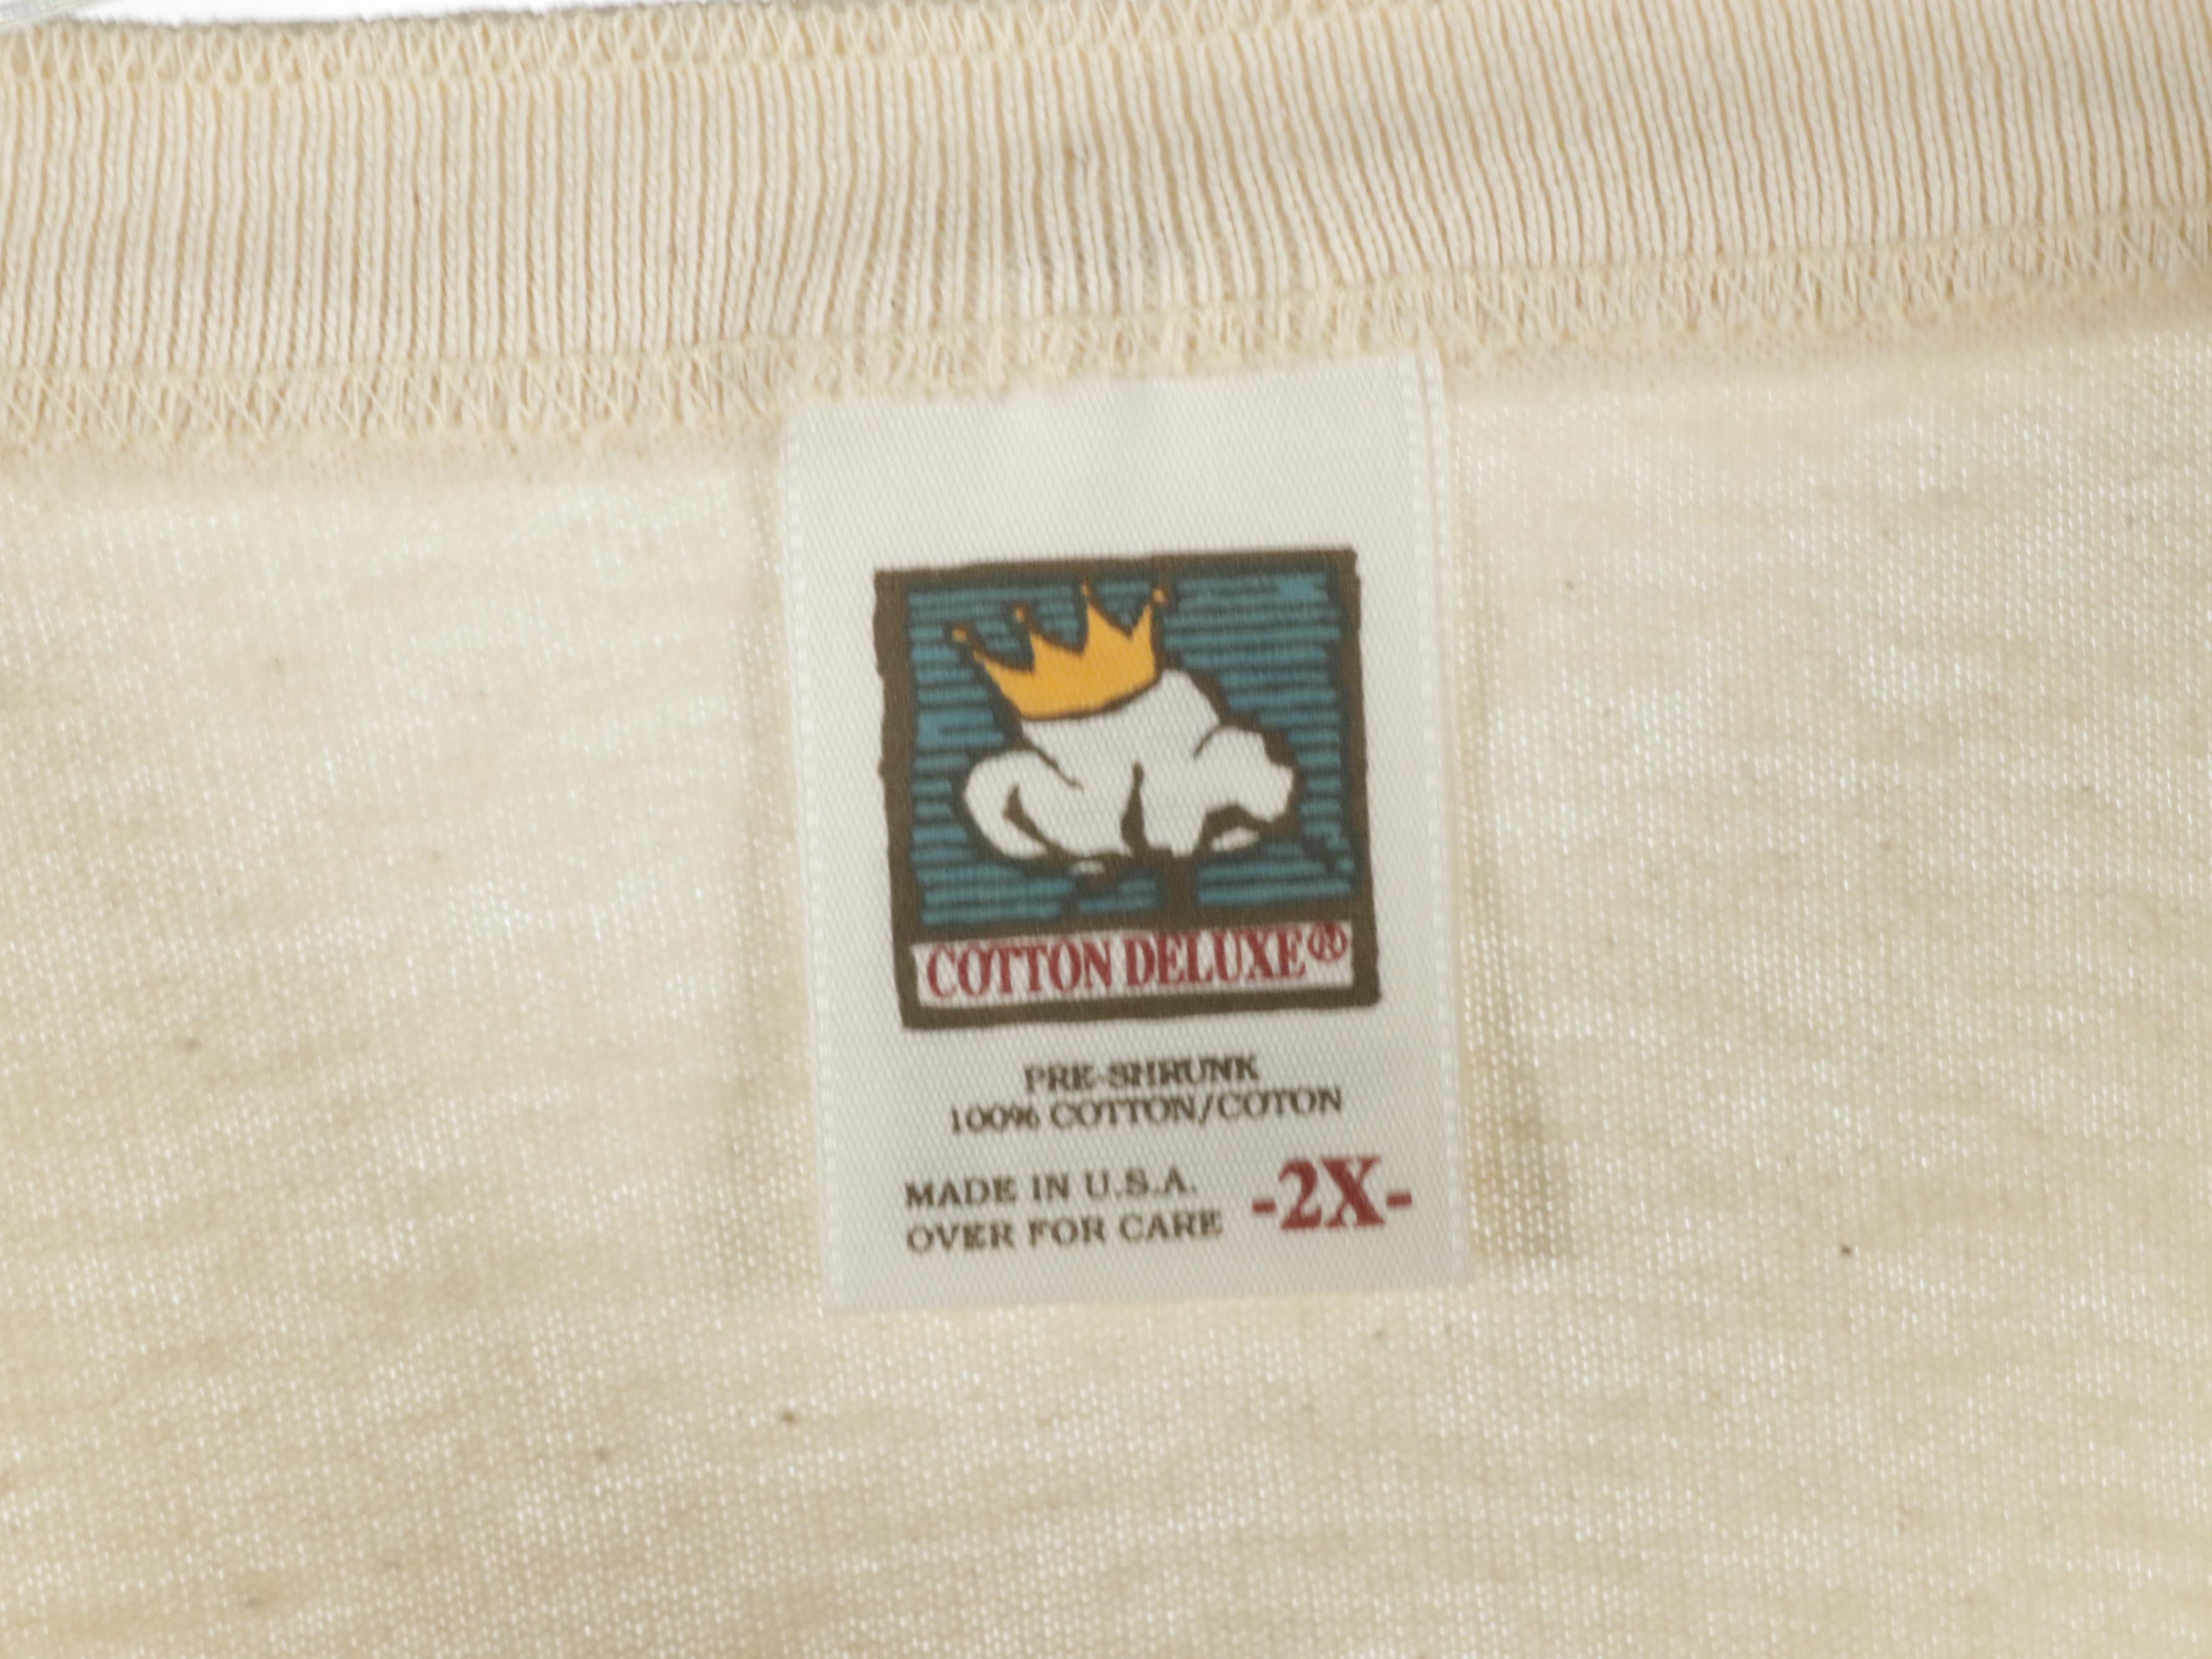 COTTON DELUXE®
PRE-SHRUNK
100% COTTON/COTON
MADE IN U.S.A.
OVER FOR CARE
-2X-